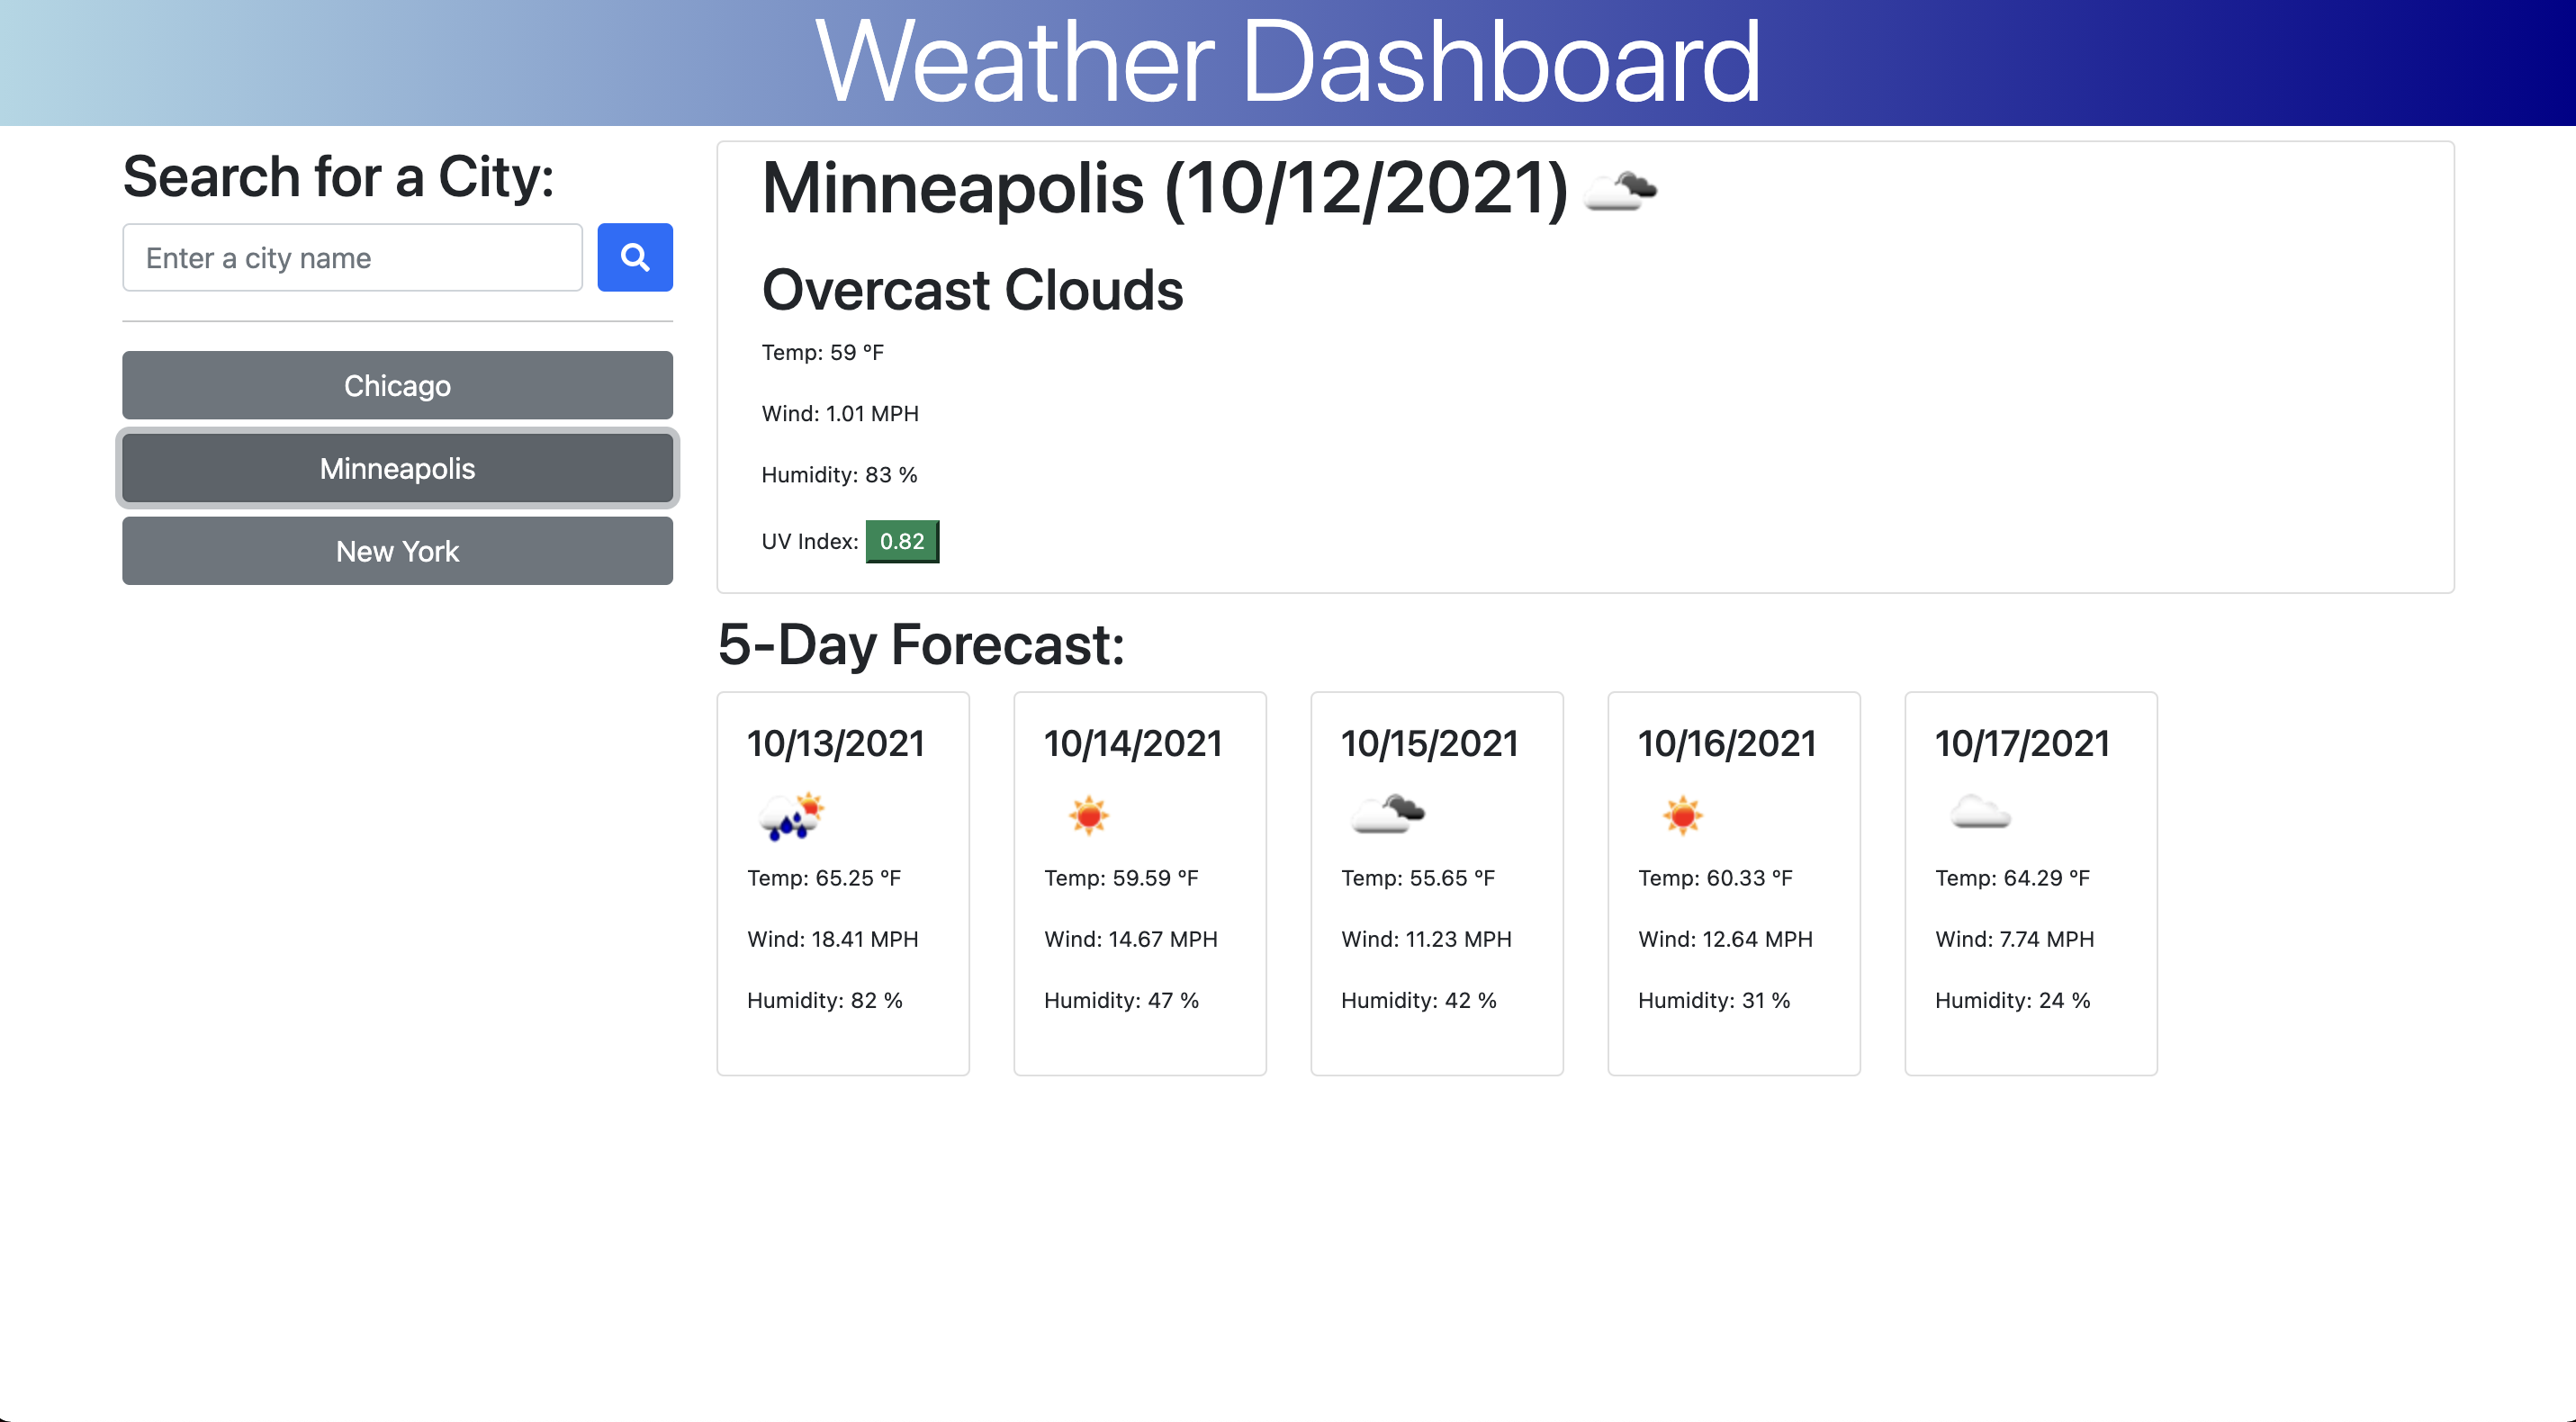 Weather Dashboard
Search for a City:
Enter a city name
Chicago
Minneapolis
New York
Minneapolis (10/12/2021)
Overcast Clouds
Temp: 59 °F
Wind: 1.01 MPH
Humidity: 83 %
UV Index: 0.82
5-Day Forecast:
10/13/2021
Temp: 65.25 °F
Wind: 18.41 MPH
Humidity: 82 %
10/14/2021
Temp: 59.59 °F
Wind: 14.67 MPH
Humidity: 47 %
10/15/2021
Temp: 55.65 °F
Wind: 11.23 MPH
Humidity: 42 %
10/16/2021
Temp: 60.33 °F
Wind: 12.64 MPH
Humidity: 31 %
10/17/2021
Temp: 64.29 °F
Wind: 7.74 MPH
Humidity: 24 %